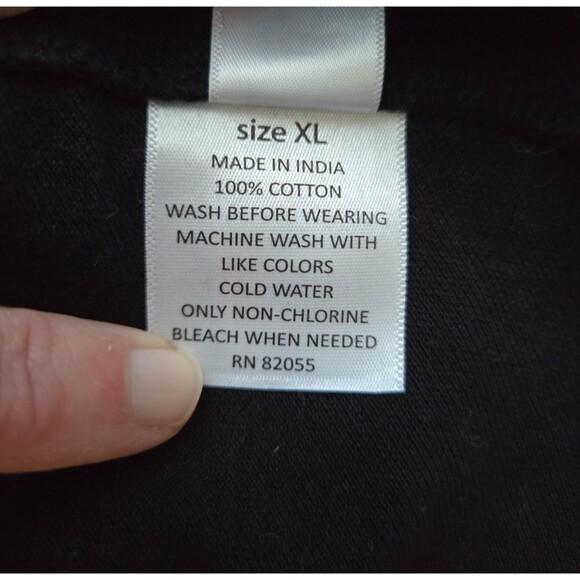 size XL
MADE IN INDIA
100% COTTON
WASH BEFORE WEARING
MACHINE WASH WITH
LIKE COLORS
COLD WATER
ONLY NON-CHLORINE
BLEACH WHEN NEEDED
RN 82055